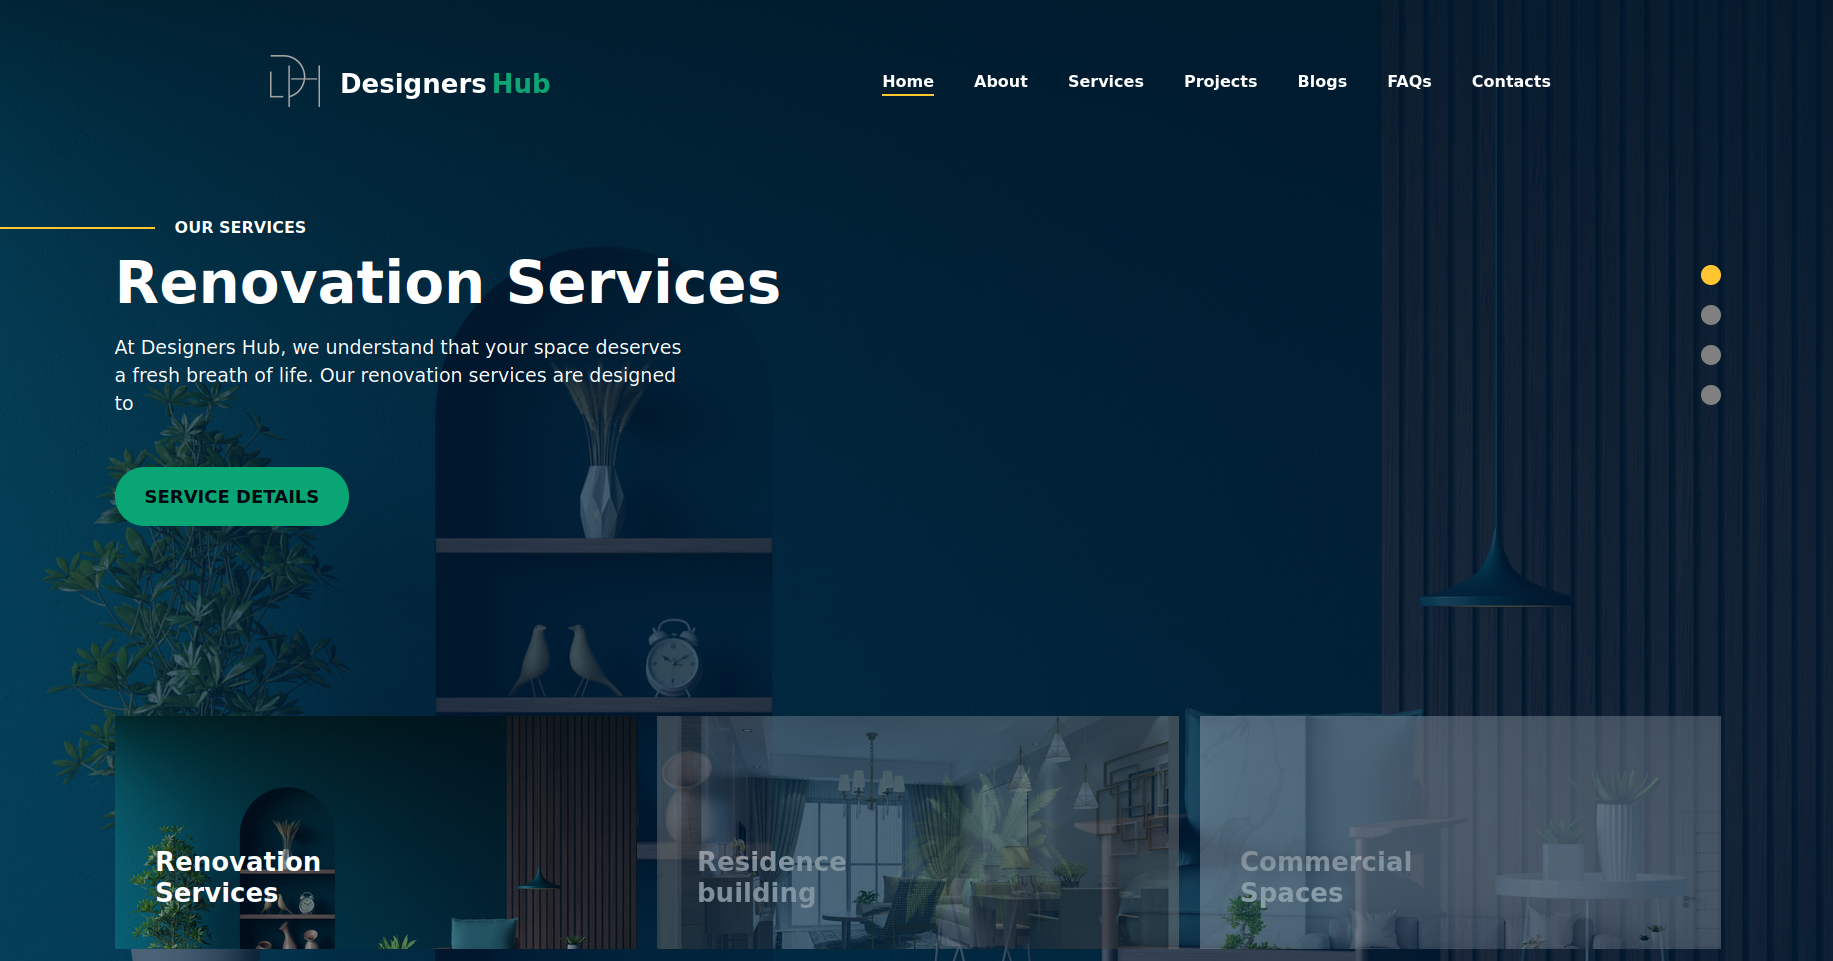 Designers Hub
Home About Services Projects Blogs FAQs Contacts
OUR SERVICES
Renovation Services
At Designers Hub, we understand that your space deserves
a fresh breath of life. Our renovation services are designed
to
SERVICE DETAILS
Renovation
Services
Residence
building
Commercial
Spaces